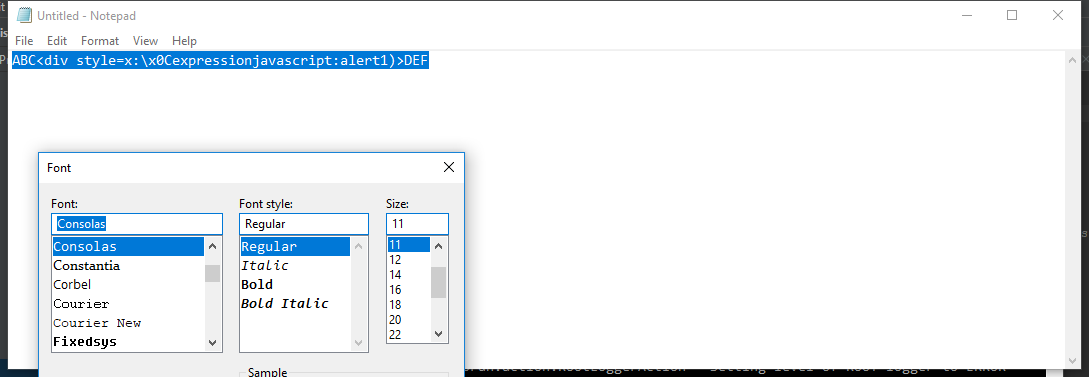 Untitled - Notepad
File Edit Format View Help
ABC<div style=x:\x0Cexpressionjavascript:alert1)>DEF
Font
Font: Font style: Size:
Consolas Regular 11
Consolas Regular 11
Constantia Italic 12
Corbel Bold 14
Courier Bold Italic 16
Courier New 18
Fixedsys 20
22
Sample